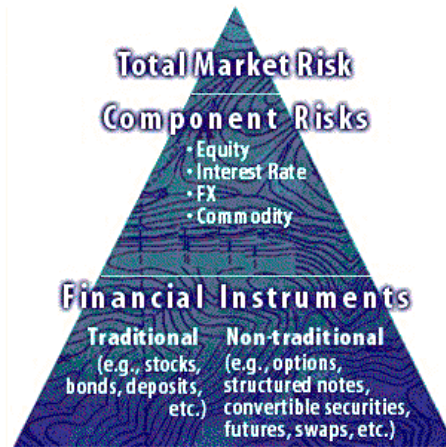 Total Market Risk
Component Risks
• Equity
• Interest Rate
• FX
• Commodity
Financial Instruments
Traditional
(e.g., stocks,
bonds, deposits,
etc.)
Non-traditional
(e.g., options,
structured notes,
convertible securities,
futures, swaps, etc.)